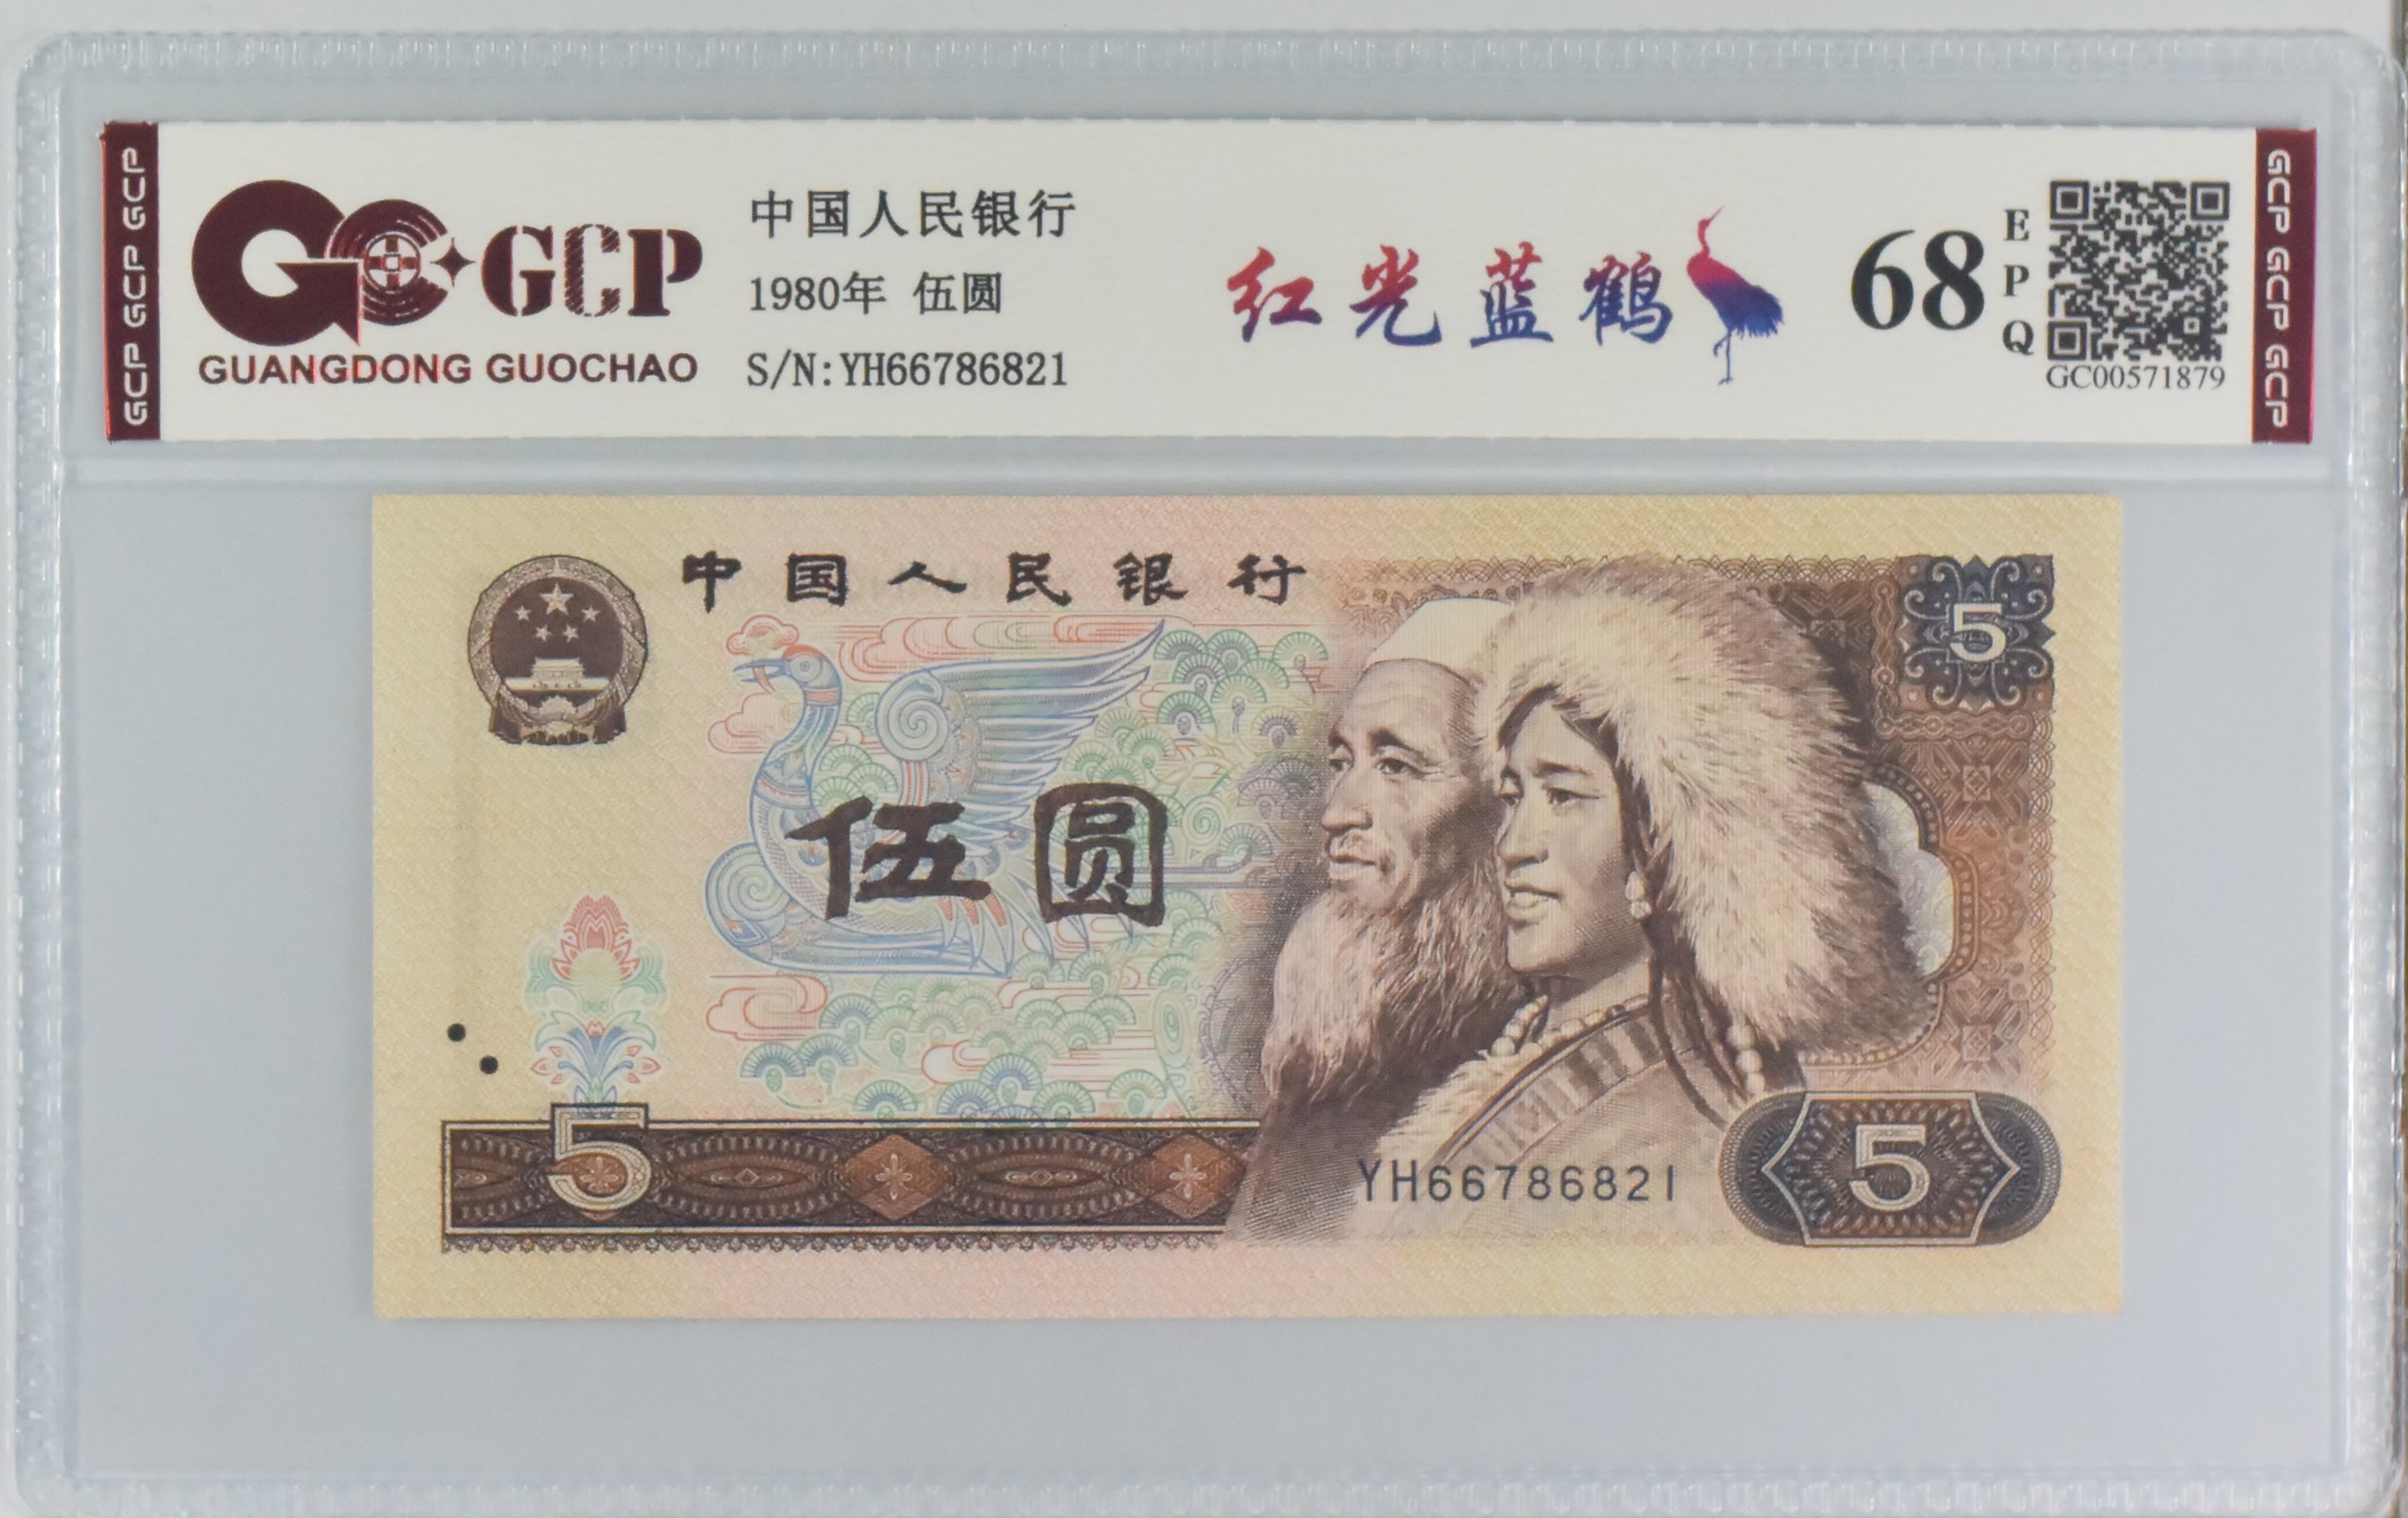 GCP GCP GCP
GCP
GUANGDONG GUOCHAO
中国人民银行
1980年 伍圆
S/N:YH66786821
红光蓝鹤
68
EPQ
GC00571879
GCP GCP GCP
中国人民银行
5
伍圆
5
YH66786821
5